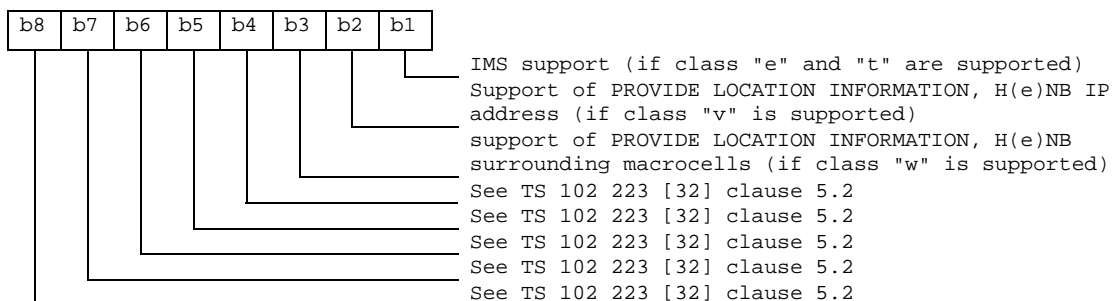 b8 b7 b6 b5 b4 b3 b2 b1
IMS support (if class "e" and "t" are supported)
Support of PROVIDE LOCATION INFORMATION, H(e)NB IP
address (if class "v" is supported)
support of PROVIDE LOCATION INFORMATION, H(e)NB
surrounding macrocells (if class "w" is supported)
See TS 102 223 [32] clause 5.2
See TS 102 223 [32] clause 5.2
See TS 102 223 [32] clause 5.2
See TS 102 223 [32] clause 5.2
See TS 102 223 [32] clause 5.2